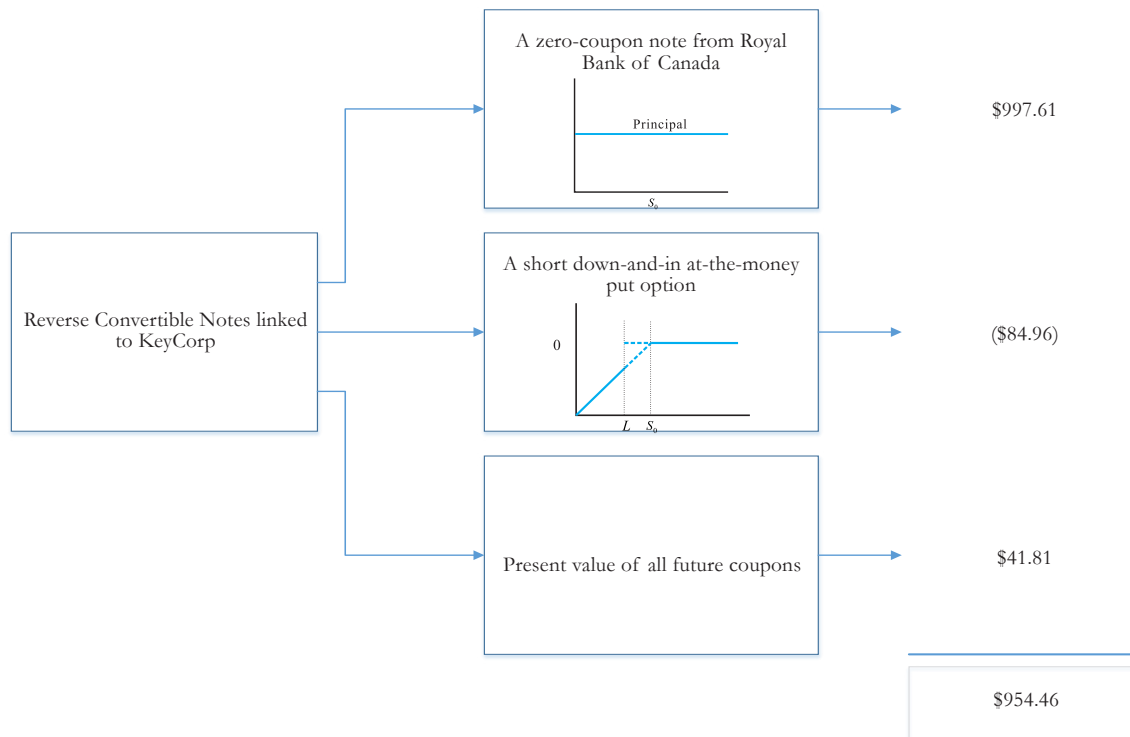 A zero-coupon note from Royal
Bank of Canada
Principal
S₀
$997.61
Reverse Convertible Notes linked
to KeyCorp
A short down-and-in at-the-money
put option
0
L S₀
($84.96)
Present value of all future coupons
$41.81
$954.46